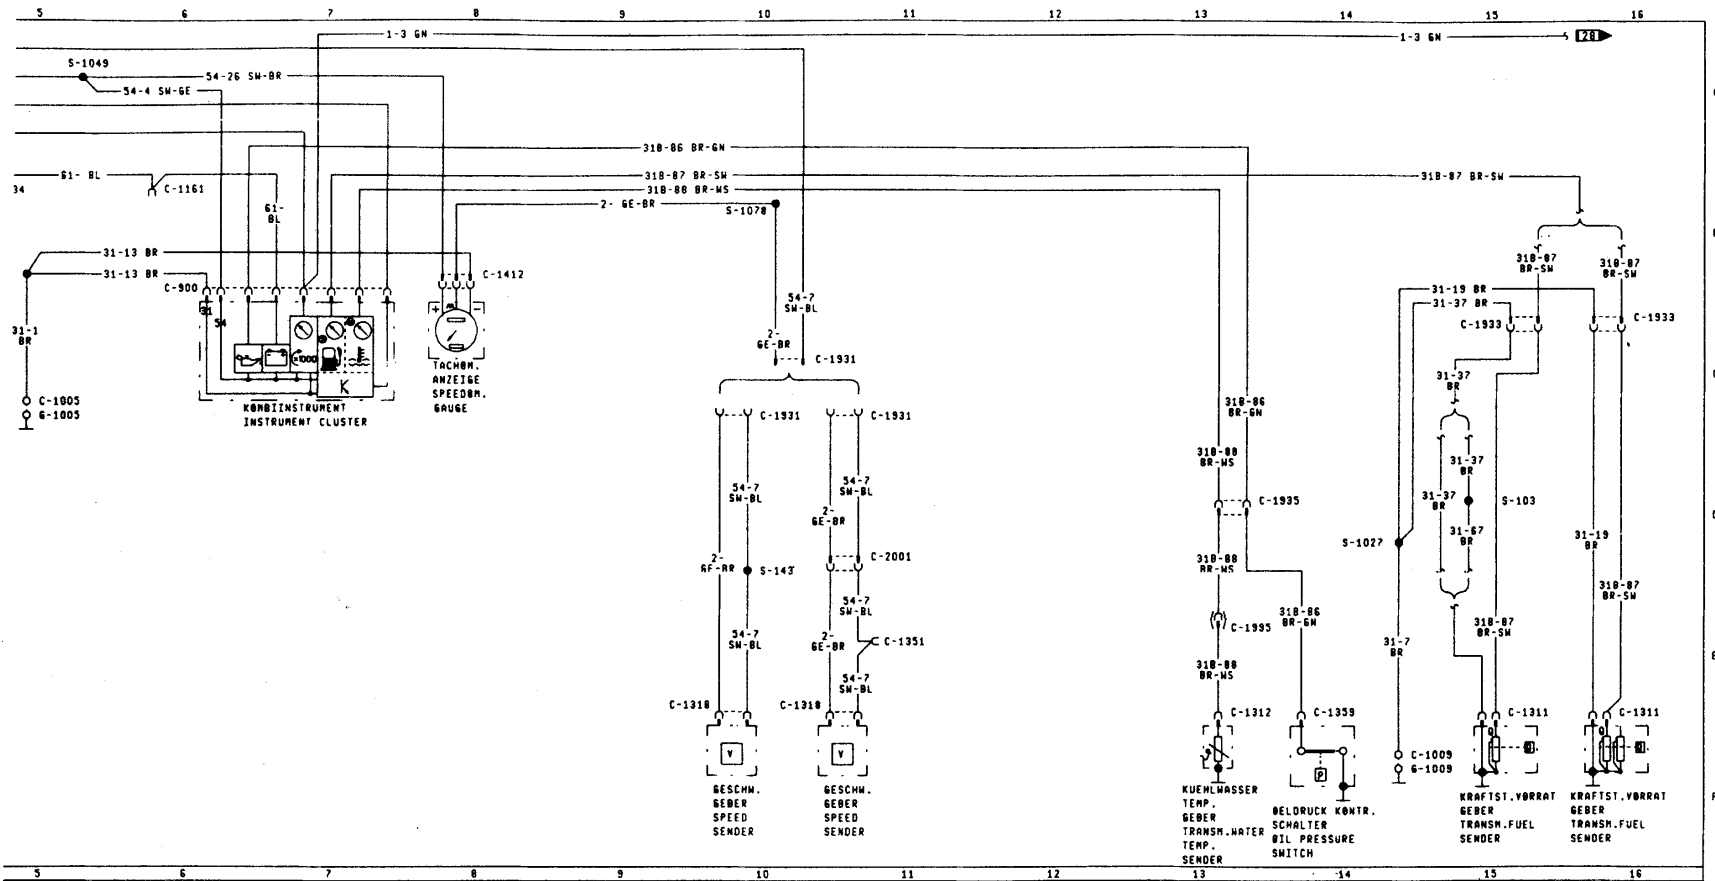 5 6 7 8 9 10 11 12 13 14 15 16
1-3 GN
1-3 GN
28
S-1049
54-26 SW-BR
54-4 SW-GE
31B-86 BR-GN
61- BL
34
C-1161
31B-87 BR-SW
31B-87 BR-SW
31B-88 BR-WS
61-
BL
2- GE-BR
S-1078
31-13 BR
31B-87
BR-SW
31B-87
BR-SW
31-13 BR
C-1412
C-900
54-7
SW-BL
31-19 BR
31-37 BR
31
54
+
-
C-1933
C-1933
31-1
BR
2-
GE-BR
x1000
C-1931
K
TACHOM.
ANZEIGE
SPEEDOM.
GAUGE
31-37
BR
C-1005
G-1005
KOMBIINSTRUMENT
INSTRUMENT CLUSTER
C-1931
C-1931
31B-86
BR-GN
31B-88
BR-WS
31-37
BR
54-7
SW-BL
54-7
SW-BL
C-1935
31-37
BR
S-103
2-
GE-BR
31-67
BR
31-19
BR
S-1027
2-
GE-BR
S-143
C-2001
31B-88
BR-WS
54-7
SW-BL
31B-87
BR-SW
54-7
SW-BL
2-
GE-BR
C-1351
C-1995
31B-86
BR-GN
31B-87
BR-SW
31-7
BR
54-7
SW-BL
31B-88
BR-WS
C-1318
C-1318
C-1312
C-1359
C-1311
C-1311
V
V
P
Q
Q
C-1009
G-1009
GESCHW.
GEBER
SPEED
SENDER
GESCHW.
GEBER
SPEED
SENDER
KUEHLWASSER
TEMP.
GEBER
TRANSM.WATER
TEMP.
SENDER
OELDRUCK KONTR.
SCHALTER
OIL PRESSURE
SWITCH
KRAFTST.VORRAT
GEBER
TRANSM.FUEL
SENDER
KRAFTST.VORRAT
GEBER
TRANSM.FUEL
SENDER
5 6 7 8 9 10 11 12 13 14 15 16